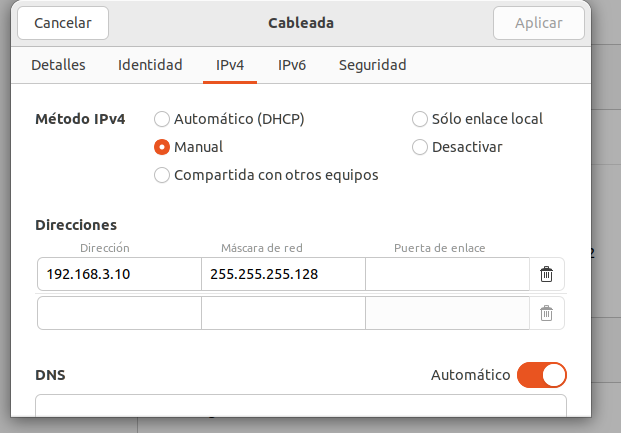 Cancelar Cableada Aplicar
Detalles Identidad IPv4 IPv6 Seguridad
Método IPv4 Automático (DHCP) Sólo enlace local
Manual Desactivar
Compartida con otros equipos
Direcciones
Dirección Máscara de red Puerta de enlace
192.168.3.10 255.255.255.128
DNS Automático